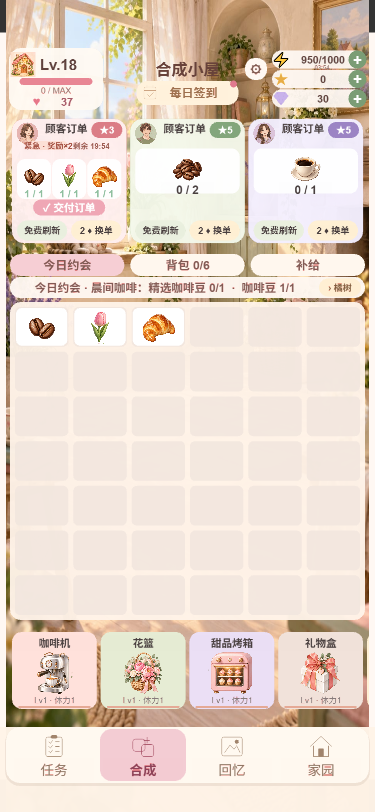 Lv.18
0 / MAX
♥ 37
合成小屋
每日签到
950/1000
0
30
顾客订单 ★3
紧急 · 奖励×2剩余 19:54
1 / 1 1 / 1 1 / 1
✓ 交付订单
免费刷新 2 ♦ 换单
顾客订单 ★5
0 / 2
免费刷新 2 ♦ 换单
顾客订单 ★5
0 / 1
免费刷新 2 ♦ 换单
今日约会 背包 0/6 补给
今日约会 · 晨间咖啡：精选咖啡豆 0/1 · 咖啡豆 1/1 › 橘树
咖啡机 花篮 甜品烤箱 礼物盒
Lv1 · 体力1 Lv1 · 体力1 Lv1 · 体力1 Lv1 · 体力1
任务 合成 回忆 家园